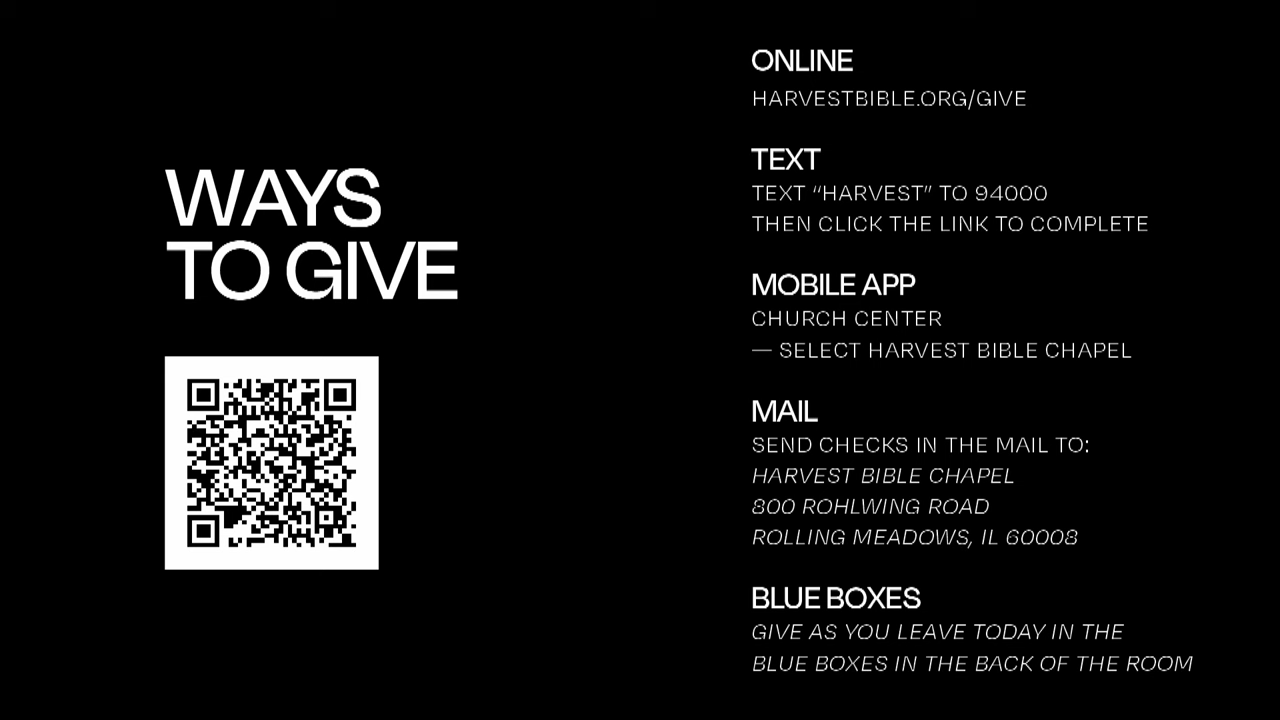 WAYS
TO GIVE
ONLINE
HARVESTBIBLE.ORG/GIVE
TEXT
TEXT “HARVEST” TO 94000
THEN CLICK THE LINK TO COMPLETE
MOBILE APP
CHURCH CENTER
— SELECT HARVEST BIBLE CHAPEL
MAIL
SEND CHECKS IN THE MAIL TO:
HARVEST BIBLE CHAPEL
800 ROHLWING ROAD
ROLLING MEADOWS, IL 60008
BLUE BOXES
GIVE AS YOU LEAVE TODAY IN THE
BLUE BOXES IN THE BACK OF THE ROOM